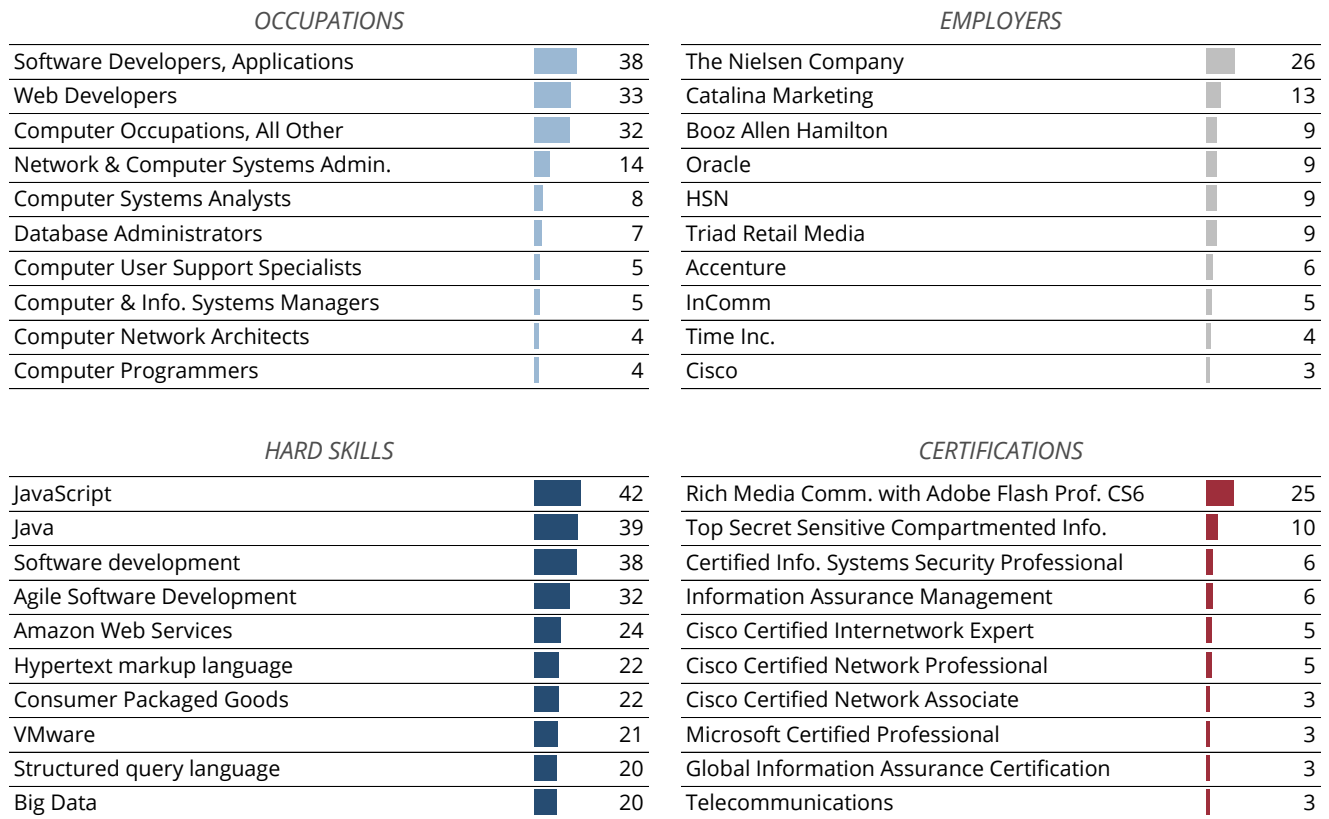 OCCUPATIONS
Software Developers, Applications 38
Web Developers 33
Computer Occupations, All Other 32
Network & Computer Systems Admin. 14
Computer Systems Analysts 8
Database Administrators 7
Computer User Support Specialists 5
Computer & Info. Systems Managers 5
Computer Network Architects 4
Computer Programmers 4
EMPLOYERS
The Nielsen Company 26
Catalina Marketing 13
Booz Allen Hamilton 9
Oracle 9
HSN 9
Triad Retail Media 9
Accenture 6
InComm 5
Time Inc. 4
Cisco 3
HARD SKILLS
JavaScript 42
Java 39
Software development 38
Agile Software Development 32
Amazon Web Services 24
Hypertext markup language 22
Consumer Packaged Goods 22
VMware 21
Structured query language 20
Big Data 20
CERTIFICATIONS
Rich Media Comm. with Adobe Flash Prof. CS6 25
Top Secret Sensitive Compartmented Info. 10
Certified Info. Systems Security Professional 6
Information Assurance Management 6
Cisco Certified Internetwork Expert 5
Cisco Certified Network Professional 5
Cisco Certified Network Associate 3
Microsoft Certified Professional 3
Global Information Assurance Certification 3
Telecommunications 3